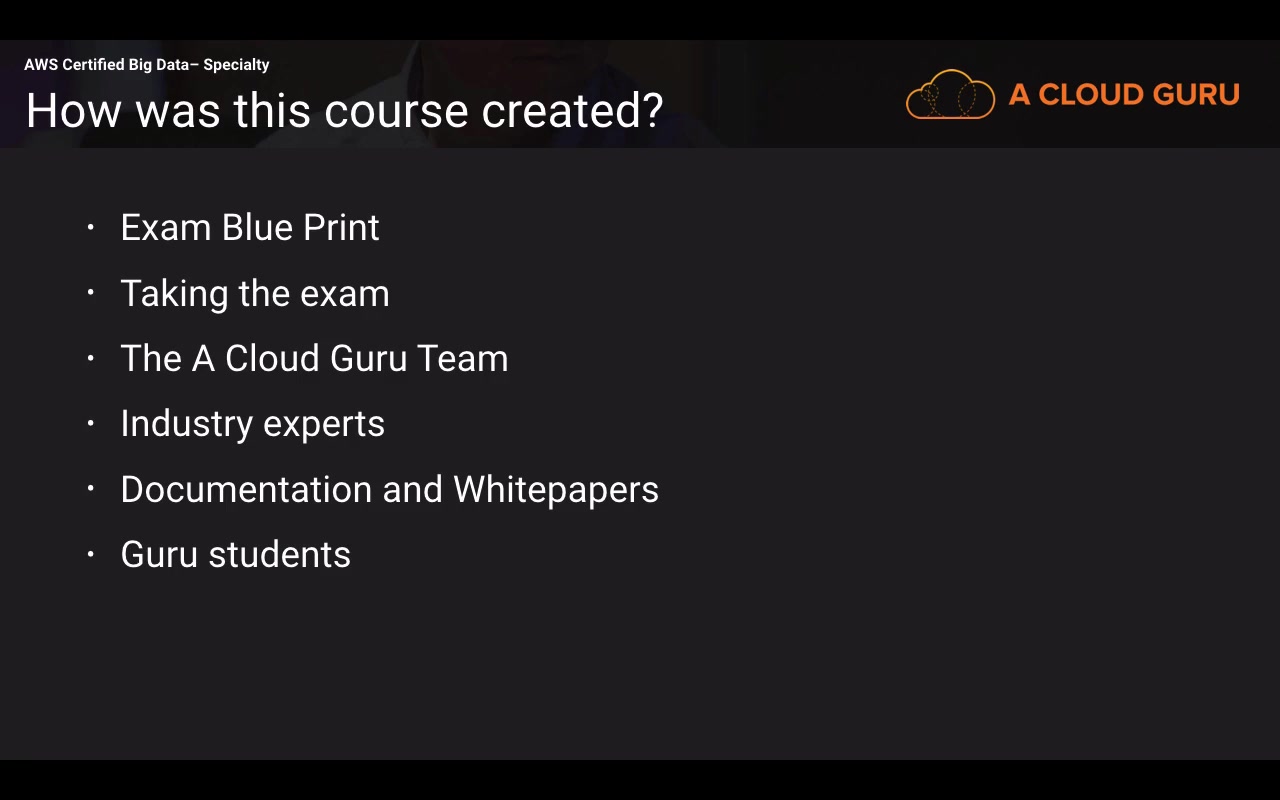 AWS Certified Big Data– Specialty
How was this course created?
A CLOUD GURU
• Exam Blue Print
• Taking the exam
• The A Cloud Guru Team
• Industry experts
• Documentation and Whitepapers
• Guru students